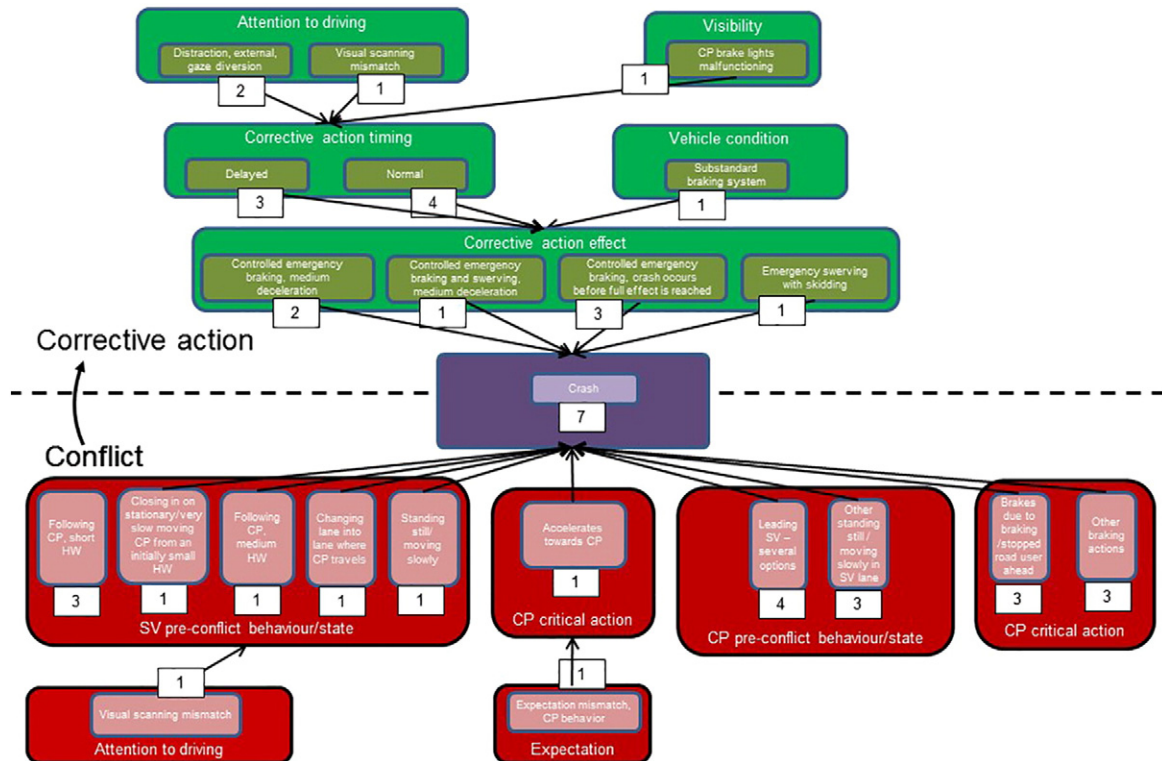 Attention to driving
Distraction, external,
gaze diversion
Visual scanning
mismatch
2
1
Visibility
CP brake lights
malfunctioning
1
Corrective action timing
Delayed
Normal
3
4
Vehicle condition
Substandard
braking system
1
Corrective action effect
Controlled emergency
braking, medium
deceleration
Controlled emergency
braking and swerving,
medium deceleration
Controlled emergency
braking, crash occurs
before full effect is reached
Emergency swerving
with skidding
2
1
3
1
Corrective action
Crash
7
Conflict
Following
CP, short
HW
Closing in on
stationary/very
slow moving
CP from an
initially small
HW
Following
CP,
medium
HW
Changing
lane into
lane where
CP travels
Standing
still/
moving
slowly
3
1
1
1
1
SV pre-conflict behaviour/state
Accelerates
towards CP
1
CP critical action
Leading
SV –
several
options
Other
standing
still /
moving
slowly in
SV lane
4
3
CP pre-conflict behaviour/state
Brakes
due to
braking
/stopped
road user
ahead
Other
braking
actions
3
3
CP critical action
1
Visual scanning mismatch
Attention to driving
1
Expectation mismatch,
CP behavior
Expectation